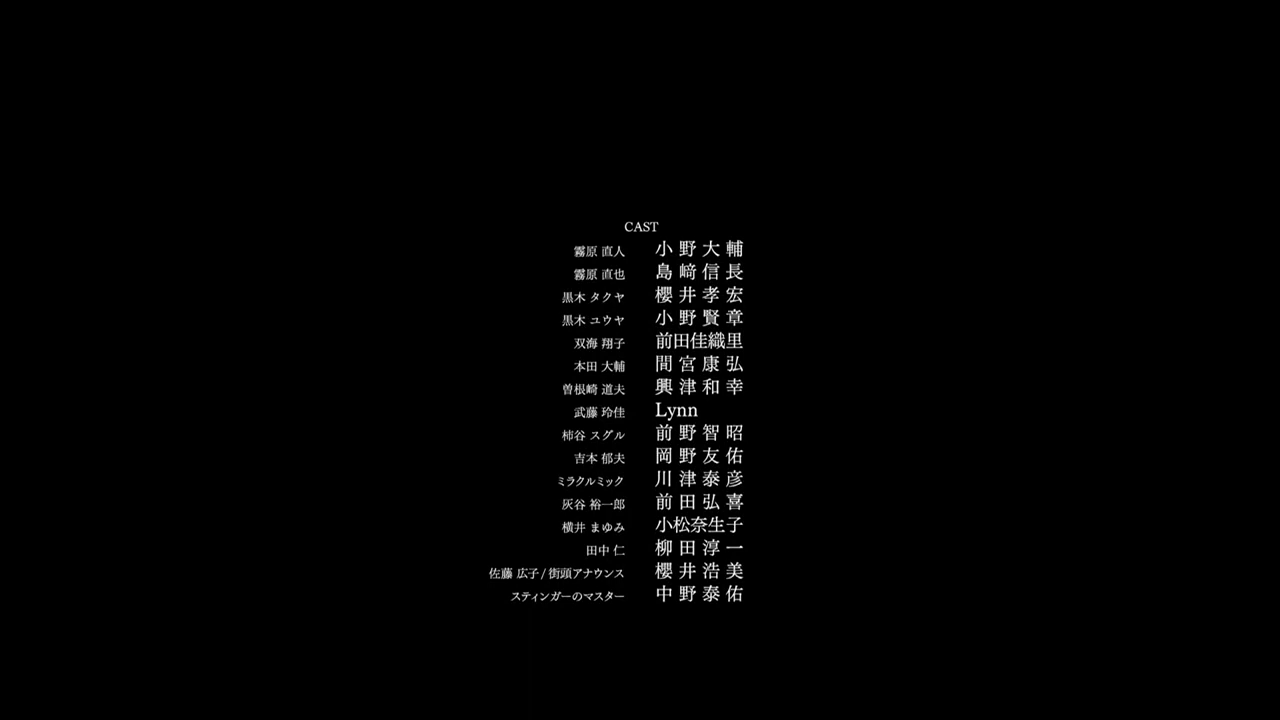 CAST
霧原 直人 小野大輔
霧原 直也 島﨑信長
黒木 タクヤ 櫻井孝宏
黒木 ユウヤ 小野賢章
双海 翔子 前田佳織里
本田 大輔 間宮康弘
曽根崎 道夫 興津和幸
武藤 玲佳 Lynn
柿谷 スグル 前野智昭
吉本 郁夫 岡野友佑
ミラクルミック 川津泰彦
灰谷 裕一郎 前田弘喜
横井 まゆみ 小松奈生子
田中 仁 柳田淳一
佐藤 広子 / 街頭アナウンス 櫻井浩美
スティンガーのマスター 中野泰佑